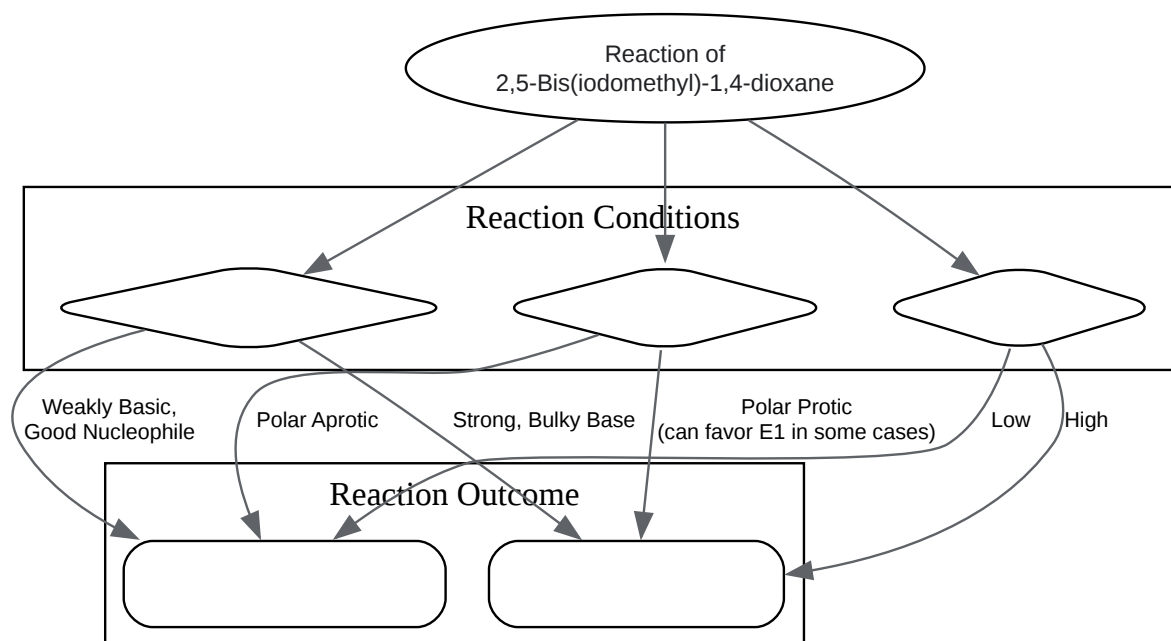 Reaction of
2,5-Bis(iodomethyl)-1,4-dioxane
Reaction Conditions
Weakly Basic,
Good Nucleophile
Polar Aprotic
Strong, Bulky Base
Polar Protic
(can favor E1 in some cases)
Low
High
Reaction Outcome